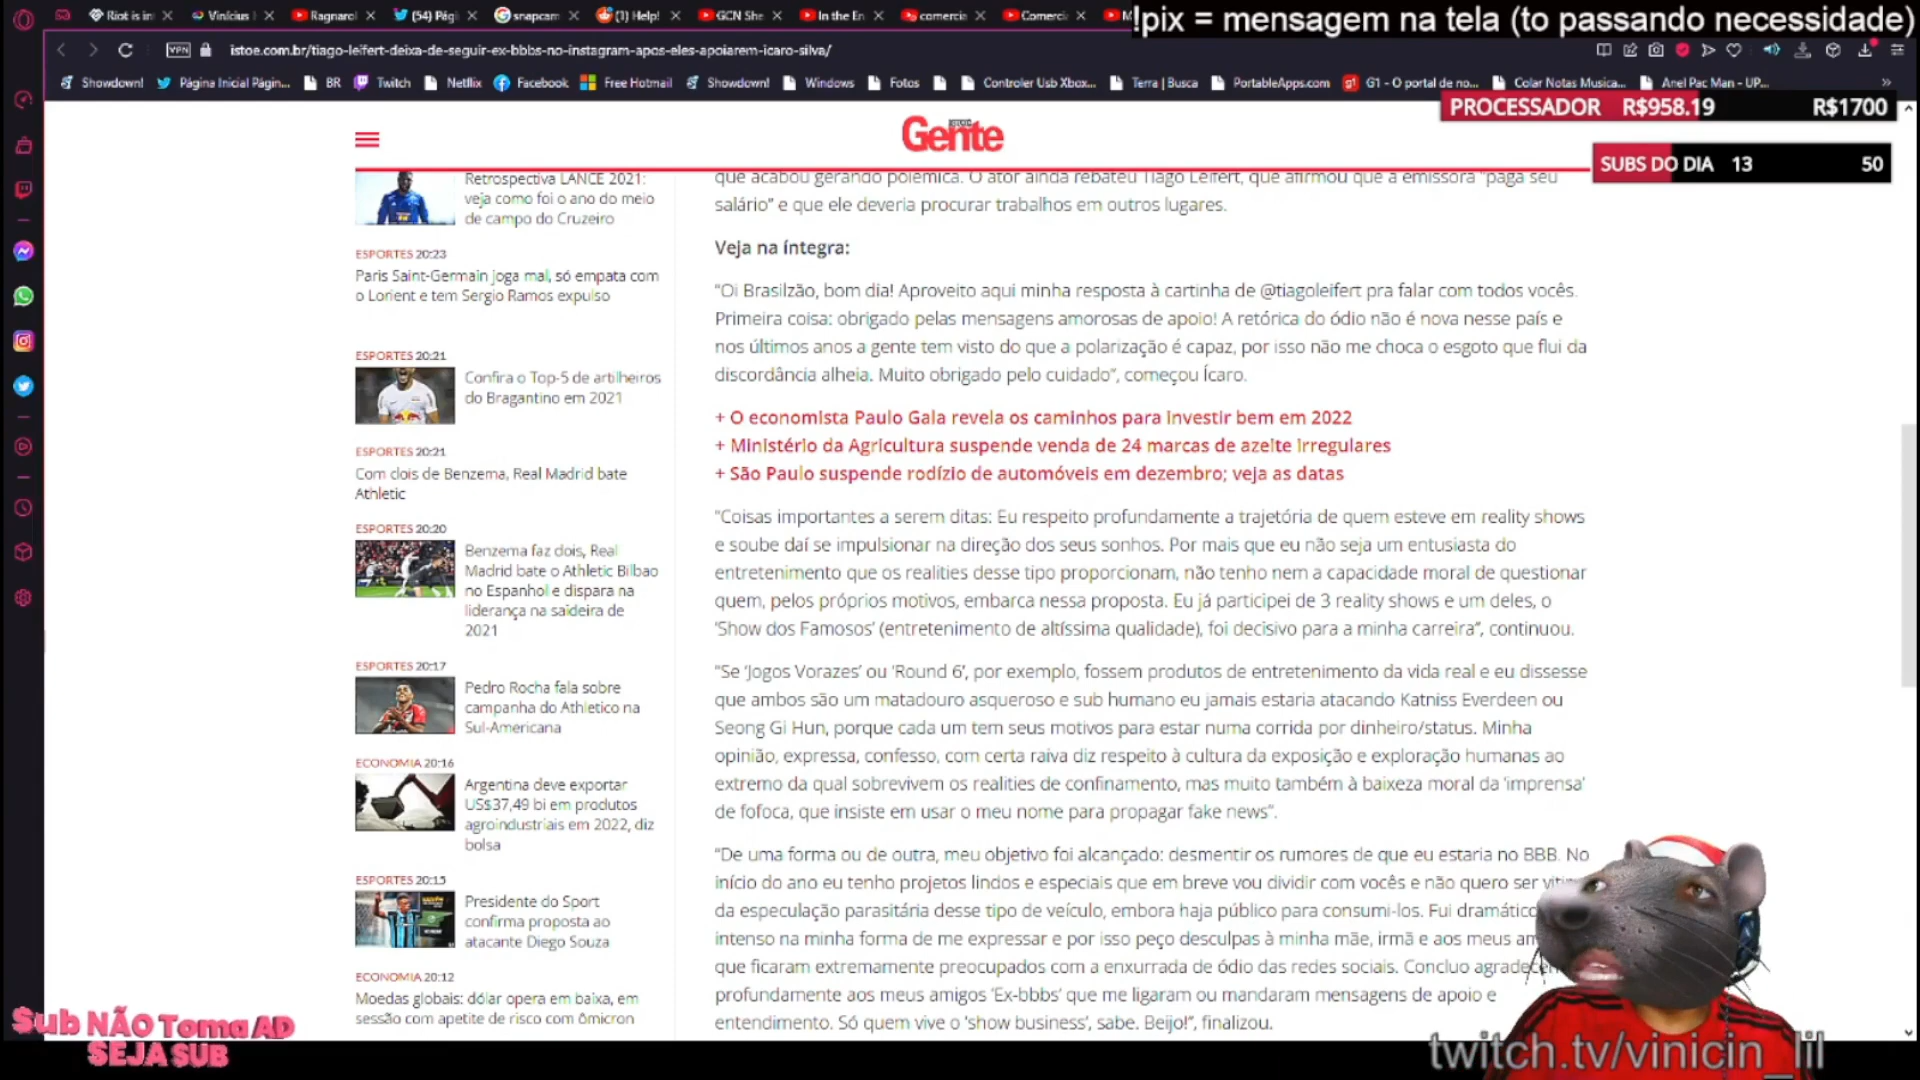 Riot is in
Vinícius
Ragnarol
(54) Pági
snapcam
(1) Help!
GCN She
In the En
comercia
Comercia
!pix = mensagem na tela (to passando necessidade)
VPN
istoe.com.br/tiago-leifert-deixa-de-seguir-ex-bbbs-no-instagram-apos-eles-apoiarem-icaro-silva/
Showdown!
Página Inicial Págin...
BR
Twitch
Netflix
Facebook
Free Hotmail
Showdown!
Windows
Fotos
Controler Usb Xbox...
Terra | Busca
PortableApps.com
G1 - O portal de no...
Colar Notas Musica...
Anel Pac Man - UP...
PROCESSADOR R$958.19 R$1700
SUBS DO DIA 13 50
Gente
Retrospectiva LANCE 2021:
veja como foi o ano do meio
de campo do Cruzeiro
ESPORTES 20:23
Paris Saint-Germain joga mal, só empata com
o Lorient e tem Sergio Ramos expulso
ESPORTES 20:21
Confira o Top-5 de artilheiros
do Bragantino em 2021
ESPORTES 20:21
Com dois de Benzema, Real Madrid bate
Athletic
ESPORTES 20:20
Benzema faz dois, Real
Madrid bate o Athletic Bilbao
no Espanhol e dispara na
liderança na saideira de
2021
ESPORTES 20:17
Pedro Rocha fala sobre
campanha do Athletico na
Sul-Americana
ECONOMIA 20:16
Argentina deve exportar
US$37,49 bi em produtos
agroindustriais em 2022, diz
bolsa
ESPORTES 20:15
Presidente do Sport
confirma proposta ao
atacante Diego Souza
ECONOMIA 20:12
Moedas globais: dólar opera em baixa, em
sessão com apetite de risco com ômicron
que acabou gerando polêmica. O ator ainda rebateu Tiago Leifert, que afirmou que a emissora “paga seu
salário” e que ele deveria procurar trabalhos em outros lugares.
Veja na íntegra:
“Oi Brasilzão, bom dia! Aproveito aqui minha resposta à cartinha de @tiagoleifert pra falar com todos vocês.
Primeira coisa: obrigado pelas mensagens amorosas de apoio! A retórica do ódio não é nova nesse país e
nos últimos anos a gente tem visto do que a polarização é capaz, por isso não me choca o esgoto que flui da
discordância alheia. Muito obrigado pelo cuidado”, começou Ícaro.
+ O economista Paulo Gala revela os caminhos para investir bem em 2022
+ Ministério da Agricultura suspende venda de 24 marcas de azeite irregulares
+ São Paulo suspende rodízio de automóveis em dezembro; veja as datas
“Coisas importantes a serem ditas: Eu respeito profundamente a trajetória de quem esteve em reality shows
e soube daí se impulsionar na direção dos seus sonhos. Por mais que eu não seja um entusiasta do
entretenimento que os realities desse tipo proporcionam, não tenho nem a capacidade moral de questionar
quem, pelos próprios motivos, embarca nessa proposta. Eu já participei de 3 reality shows e um deles, o
‘Show dos Famosos’ (entretenimento de altíssima qualidade), foi decisivo para a minha carreira”, continuou.
“Se ‘Jogos Vorazes’ ou ‘Round 6’, por exemplo, fossem produtos de entretenimento da vida real e eu dissesse
que ambos são um matadouro asqueroso e sub humano eu jamais estaria atacando Katniss Everdeen ou
Seong Gi Hun, porque cada um tem seus motivos para estar numa corrida por dinheiro/status. Minha
opinião, expressa, confesso, com certa raiva diz respeito à cultura da exposição e exploração humanas ao
extremo da qual sobrevivem os realities de confinamento, mas muito também à baixeza moral da ‘imprensa’
de fofoca, que insiste em usar o meu nome para propagar fake news”.
“De uma forma ou de outra, meu objetivo foi alcançado: desmentir os rumores de que eu estaria no BBB. No
início do ano eu tenho projetos lindos e especiais que em breve vou dividir com vocês e não quero ser
da especulação parasitária desse tipo de veículo, embora haja público para consumi-los. Fui dramático
intenso na minha forma de me expressar e por isso peço desculpas à minha mãe, irmã e aos meus
que ficaram extremamente preocupados com a enxurrada de ódio das redes sociais. Concluo
profundamente aos meus amigos ‘Ex-bbbs’ que me ligaram ou mandaram mensagens de apoio e
entendimento. Só quem vive o ‘show business’, sabe. Beijo!”, finalizou.
Sub NÃO Toma AD
SEJA SUB
twitch.tv/vinicin_lil